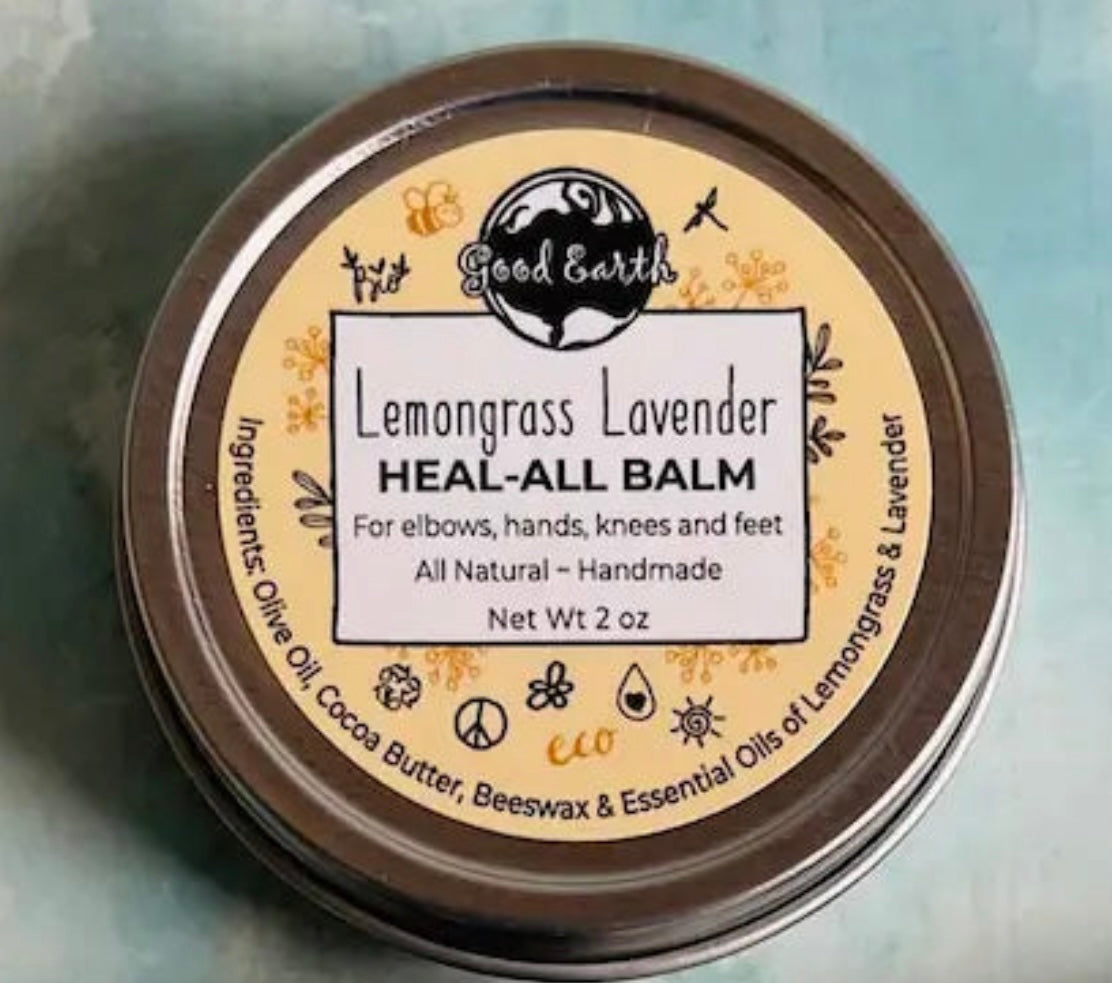 Good Earth
bio
Lemongrass Lavender
HEAL-ALL BALM
For elbows, hands, knees and feet
All Natural – Handmade
Net Wt 2 oz
eco
Ingredients: Olive Oil, Cocoa Butter, Beeswax & Essential Oils of Lemongrass & Lavender